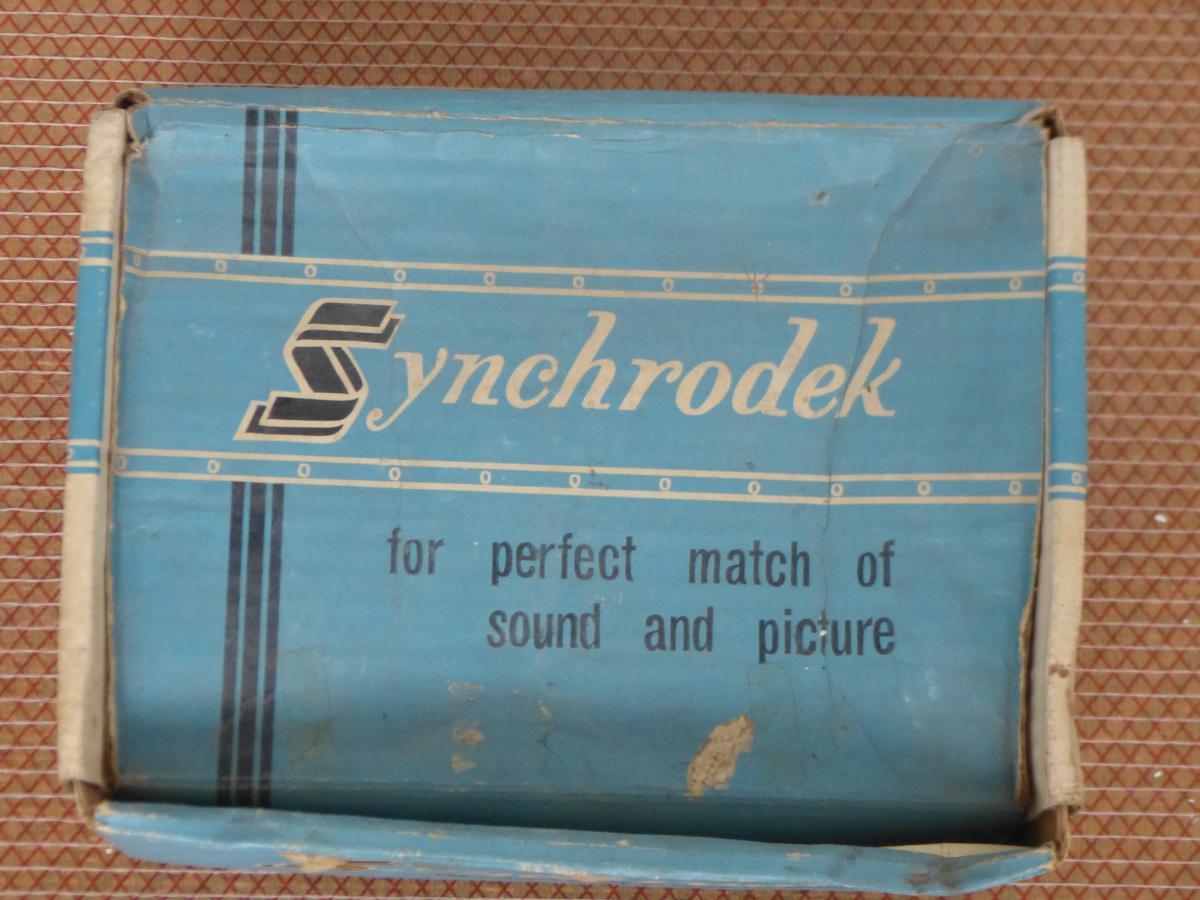 Synchrodek
for perfect match of
sound and picture